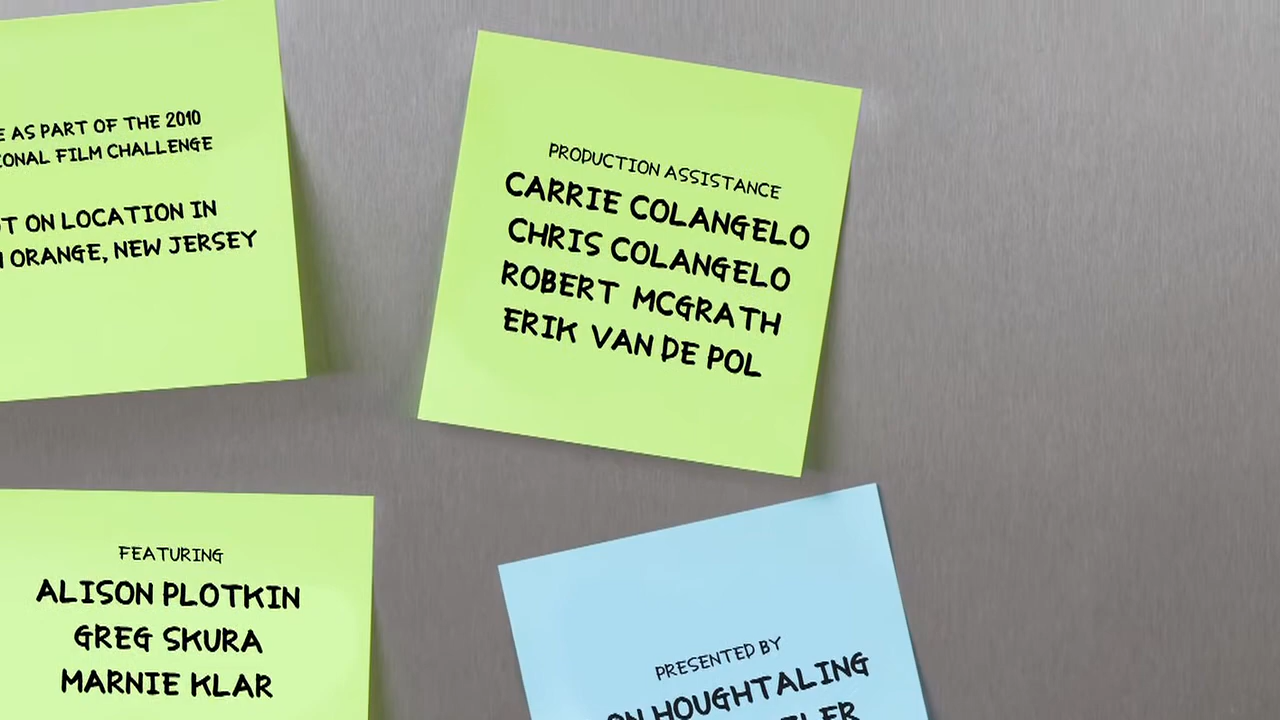 AS PART OF THE 2010
FILM CHALLENGE
ON LOCATION IN
ORANGE, NEW JERSEY
PRODUCTION ASSISTANCE
CARRIE COLANGELO
CHRIS COLANGELO
ROBERT MCGRATH
ERIK VAN DE POL
FEATURING
ALISON PLOTKIN
GREG SKURA
MARNIE KLAR
PRESENTED BY
HOUGHTALING